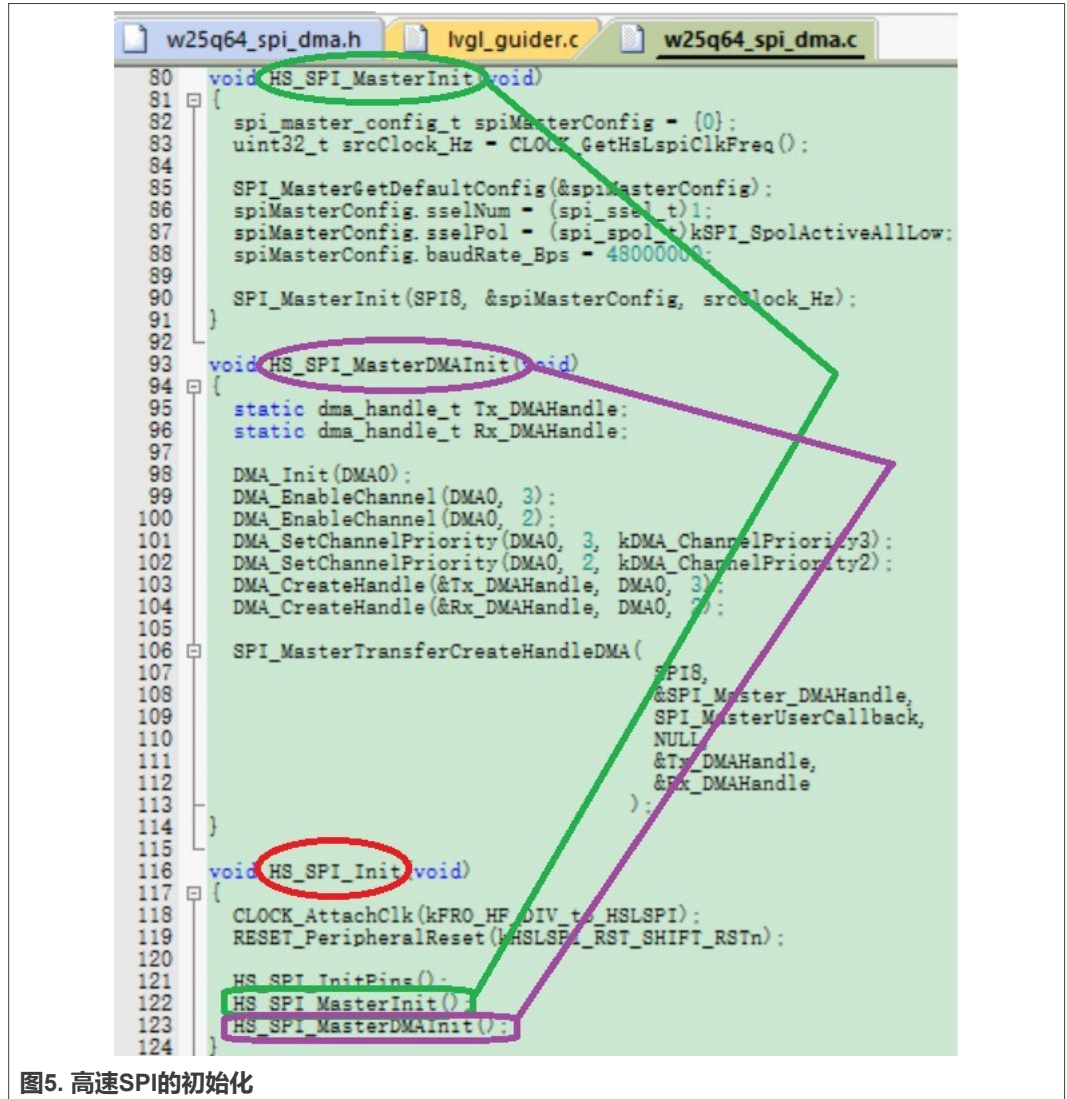 w25q64_spi_dma.h lvgl_guider.c w25q64_spi_dma.c
80 void HS_SPI_MasterInit(void)
81 {
82 spi_master_config_t spiMasterConfig = {0};
83 uint32_t srcClock_Hz = CLOCK_GetHsLspiClkFreq();
84
85 SPI_MasterGetDefaultConfig(&spiMasterConfig);
86 spiMasterConfig.sselNum = (spi_ssel_t)1;
87 spiMasterConfig.sselPol = (spi_spol_t)kSPI_SpolActiveAllLow;
88 spiMasterConfig.baudRate_Bps = 48000000;
89
90 SPI_MasterInit(SPI8, &spiMasterConfig, srcClock_Hz);
91 }
92
93 void HS_SPI_MasterDMAInit(void)
94 {
95 static dma_handle_t Tx_DMAHandle;
96 static dma_handle_t Rx_DMAHandle;
97
98 DMA_Init(DMA0);
99 DMA_EnableChannel(DMA0, 3);
100 DMA_EnableChannel(DMA0, 2);
101 DMA_SetChannelPriority(DMA0, 3, kDMA_ChannelPriority3);
102 DMA_SetChannelPriority(DMA0, 2, kDMA_ChannelPriority2);
103 DMA_CreateHandle(&Tx_DMAHandle, DMA0, 3);
104 DMA_CreateHandle(&Rx_DMAHandle, DMA0, 2);
105
106 SPI_MasterTransferCreateHandleDMA(
107 SPI8,
108 &SPI_Master_DMAHandle,
109 SPI_MasterUserCallback,
110 NULL,
111 &Tx_DMAHandle,
112 &Rx_DMAHandle
113 );
114 }
115
116 void HS_SPI_Init(void)
117 {
118 CLOCK_AttachClk(kFRO_HF_DIV_to_HSLSPI);
119 RESET_PeripheralReset(kHSLSPI_RST_SHIFT_RSTn);
120
121 HS_SPI_InitPins();
122 HS_SPI_MasterInit();
123 HS_SPI_MasterDMAInit();
124 }
图5. 高速SPI的初始化